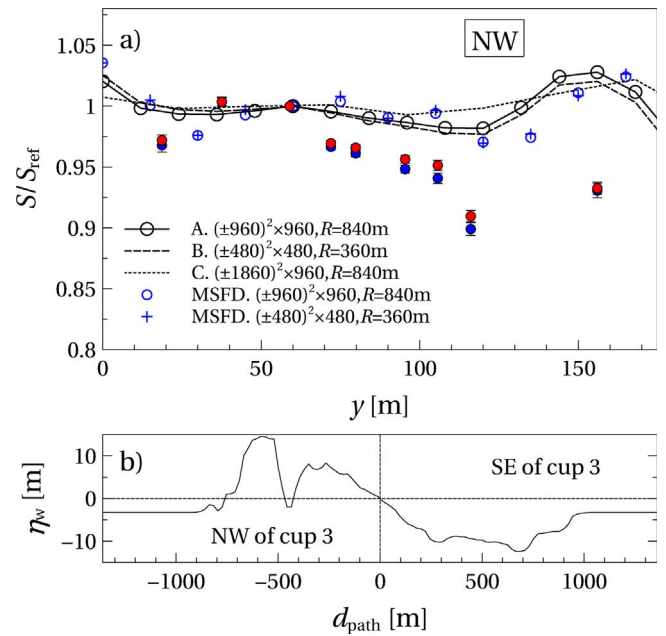 a)
NW
1.05
1
0.95
0.9
0.85
0.8
S/S_ref
A. (±960)²×960,R=840m
B. (±480)²×480,R=360m
C. (±1860)²×960,R=840m
MSFD. (±960)²×960,R=840m
MSFD. (±480)²×480,R=360m
0 50 100 150
y [m]
b)
10
0
−10
η_w [m]
SE of cup 3
NW of cup 3
−1000 −500 0 500 1000
d_path [m]